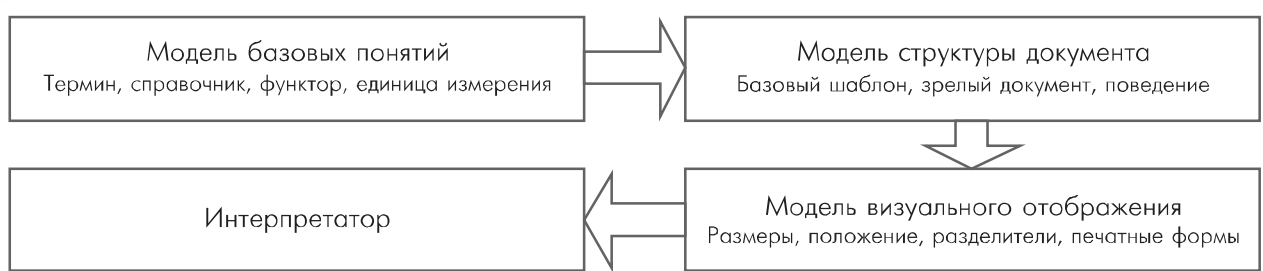 Модель базовых понятий
Термин, справочник, функтор, единица измерения
Модель структуры документа
Базовый шаблон, зрелый документ, поведение
Интерпретатор
Модель визуального отображения
Размеры, положение, разделители, печатные формы